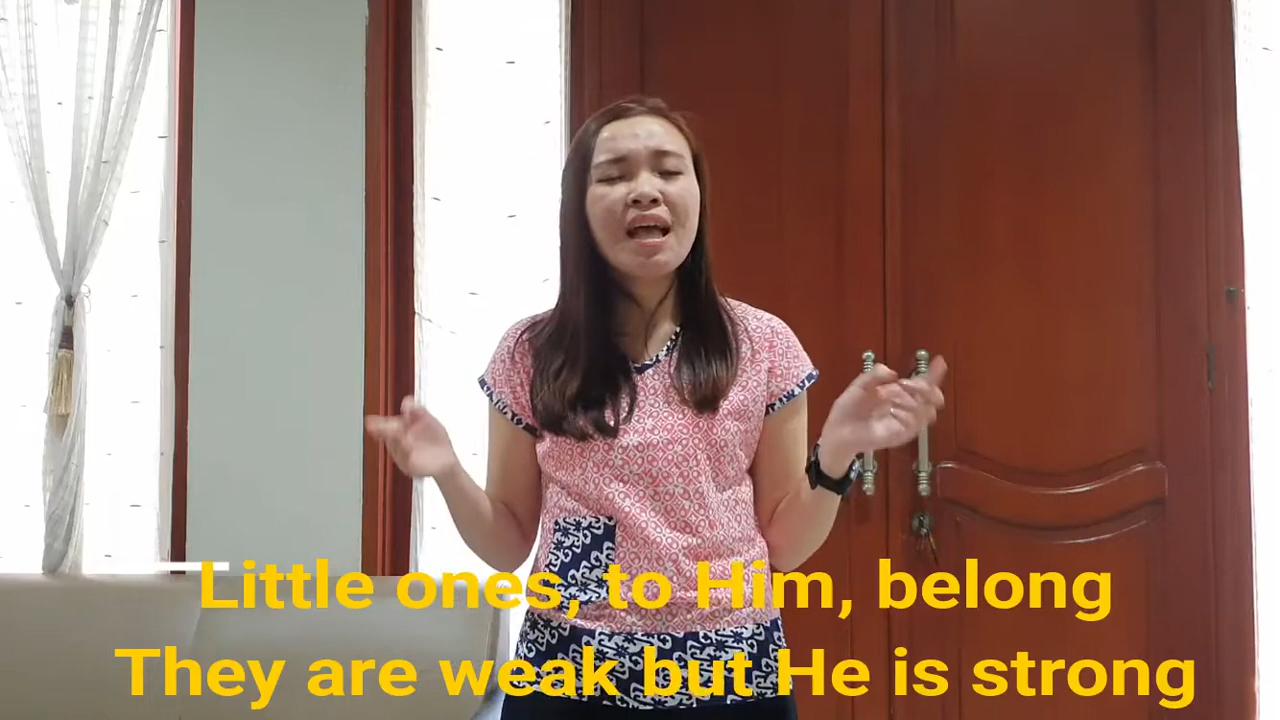 Little ones, to Him, belong
They are weak but He is strong